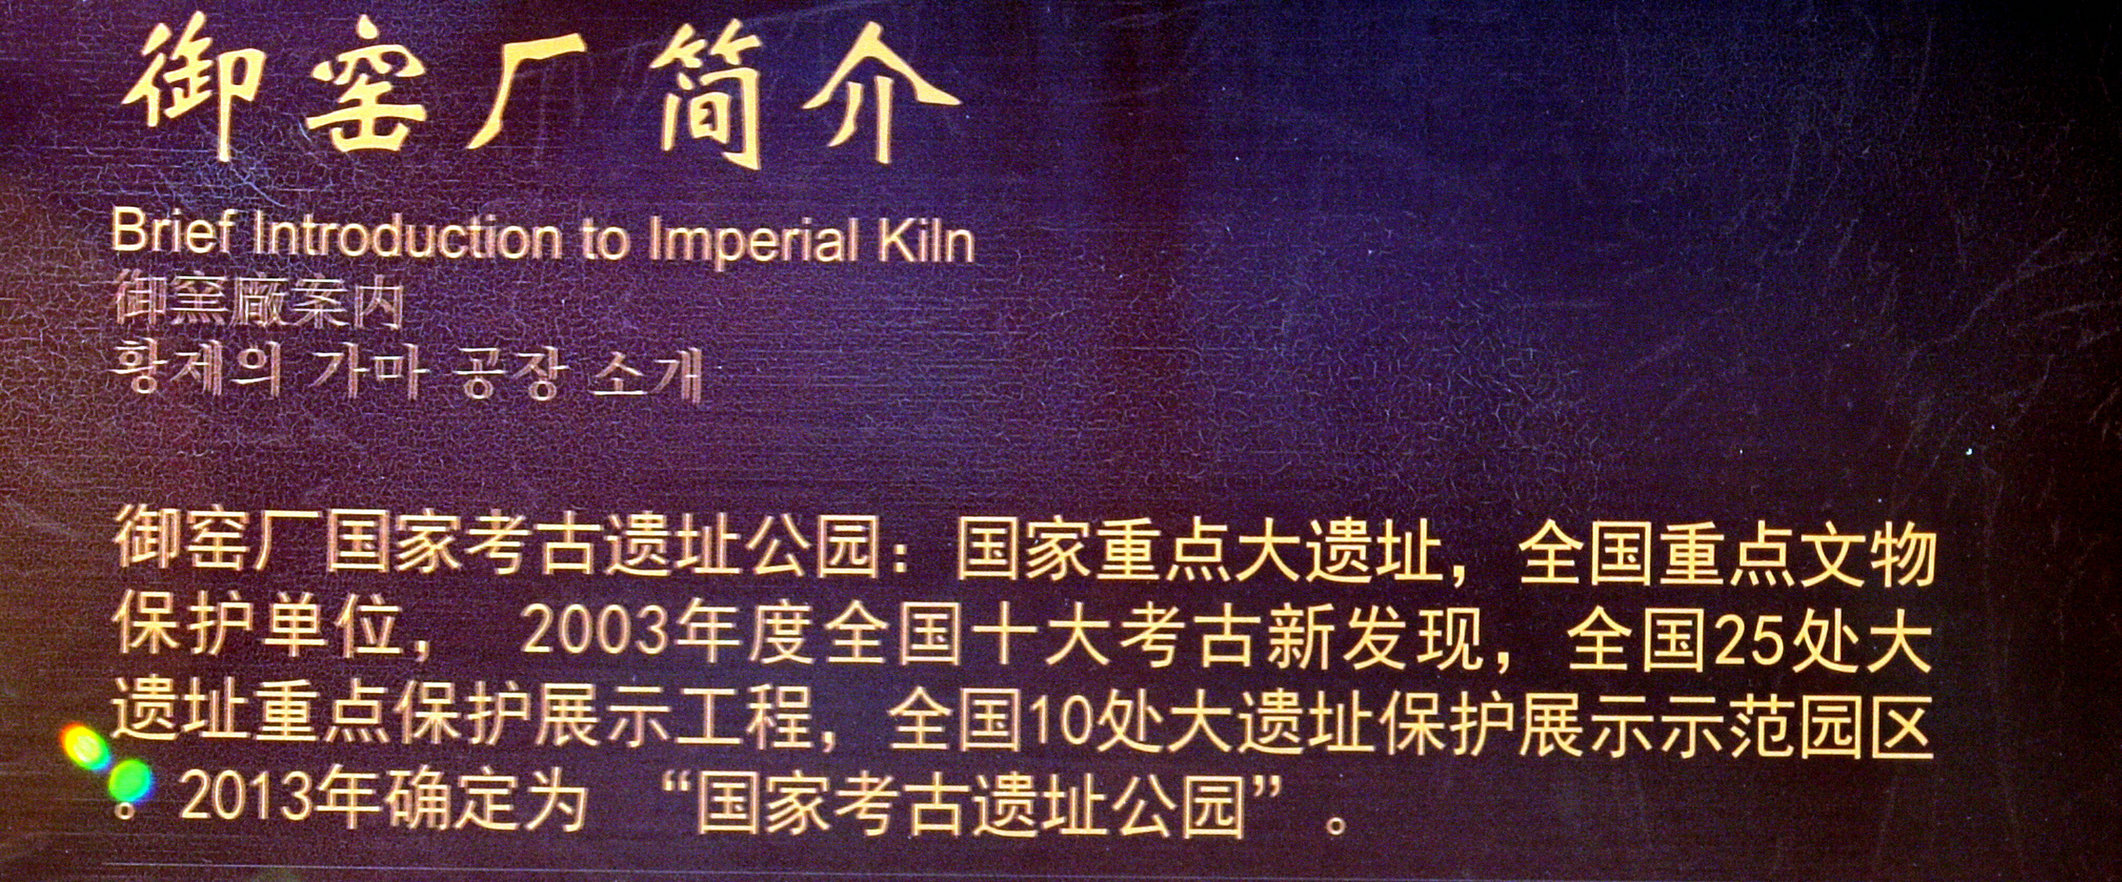 御窑厂简介
Brief Introduction to Imperial Kiln
御窯廠案内
황제의 가마 공장 소개
御窑厂国家考古遗址公园：国家重点大遗址，全国重点文物
保护单位， 2003年度全国十大考古新发现，全国25处大
遗址重点保护展示工程，全国10处大遗址保护展示示范园区
。2013年确定为 “国家考古遗址公园” 。